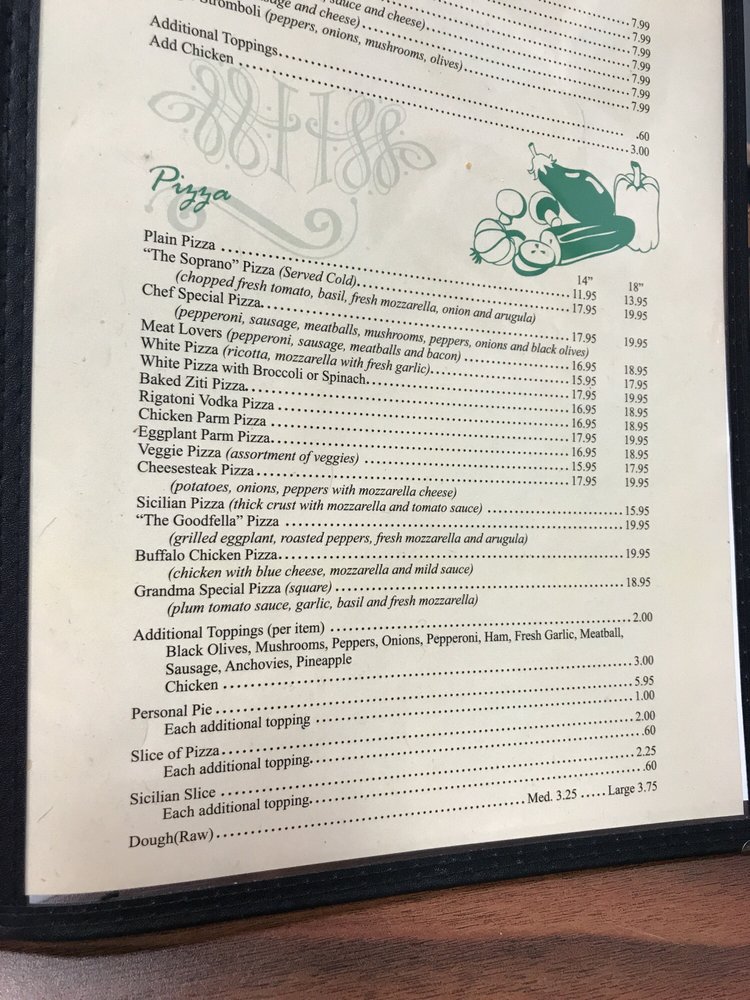 7.99
7.99
7.99
7.99
sauce and cheese) 7.99
sage and cheese) 7.99
Stromboli (peppers, onions, mushrooms, olives) 7.99
Additional Toppings .60
Add Chicken 3.00
Pizza
14" 18"
Plain Pizza 11.95 13.95
“The Soprano” Pizza (Served Cold) 17.95 19.95
(chopped fresh tomato, basil, fresh mozzarella, onion and arugula)
Chef Special Pizza 17.95 19.95
(pepperoni, sausage, meatballs, mushrooms, peppers, onions and black olives)
Meat Lovers (pepperoni, sausage, meatballs and bacon) 16.95 18.95
White Pizza (ricotta, mozzarella with fresh garlic) 15.95 17.95
White Pizza with Broccoli or Spinach 17.95 19.95
Baked Ziti Pizza 16.95 18.95
Rigatoni Vodka Pizza 16.95 18.95
Chicken Parm Pizza 17.95 19.95
Eggplant Parm Pizza 16.95 18.95
Veggie Pizza (assortment of veggies) 15.95 17.95
Cheesesteak Pizza 17.95 19.95
(potatoes, onions, peppers with mozzarella cheese)
Sicilian Pizza (thick crust with mozzarella and tomato sauce) 15.95
“The Goodfella” Pizza 19.95
(grilled eggplant, roasted peppers, fresh mozzarella and arugula)
Buffalo Chicken Pizza 19.95
(chicken with blue cheese, mozzarella and mild sauce)
Grandma Special Pizza (square) 18.95
(plum tomato sauce, garlic, basil and fresh mozzarella)
Additional Toppings (per item) 2.00
Black Olives, Mushrooms, Peppers, Onions, Pepperoni, Ham, Fresh Garlic, Meatball,
Sausage, Anchovies, Pineapple
Chicken 3.00
Personal Pie 5.95
Each additional topping 1.00
Slice of Pizza 2.00
Each additional topping .60
Sicilian Slice 2.25
Each additional topping .60
Dough(Raw) Med. 3.25 ..... Large 3.75